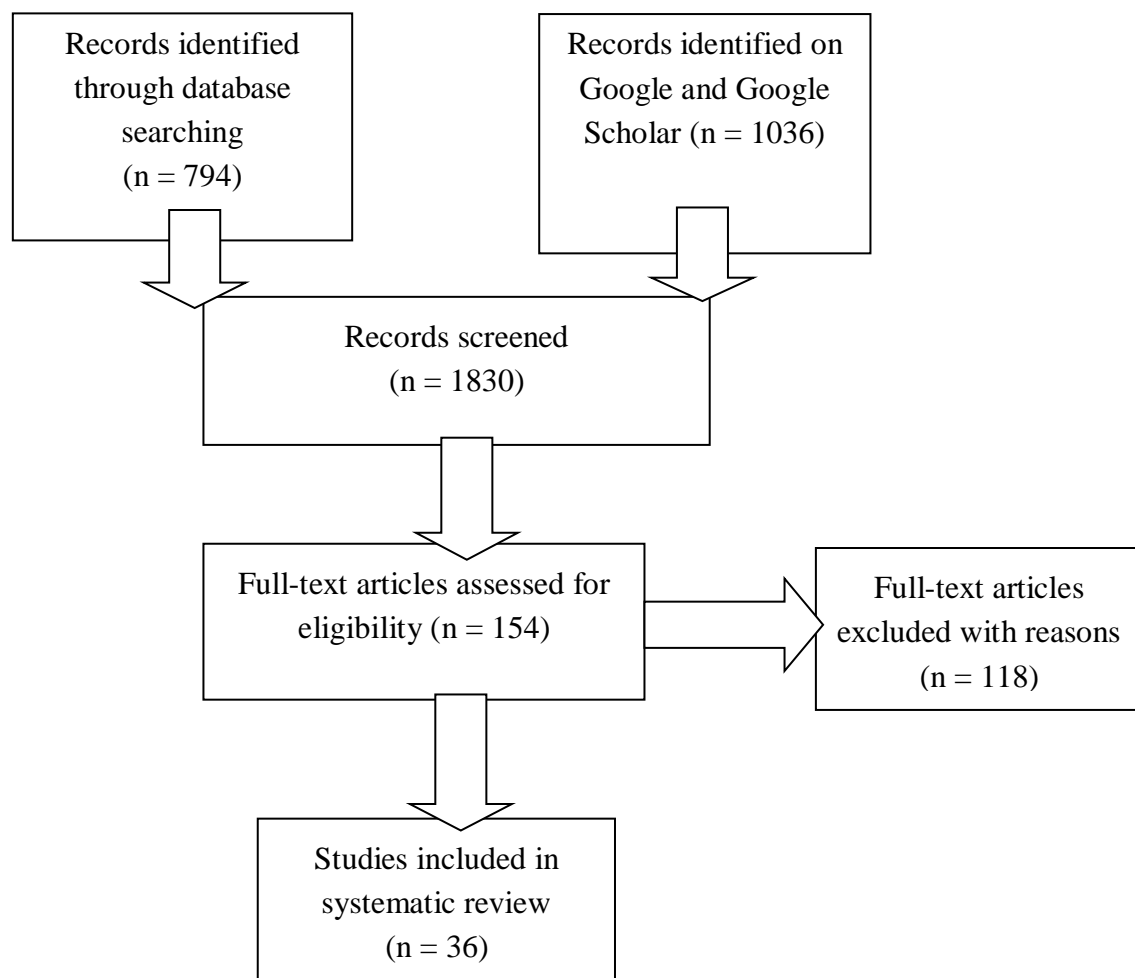 Records identified
through database
searching
(n = 794)
Records identified on
Google and Google
Scholar (n = 1036)
Records screened
(n = 1830)
Full-text articles assessed for
eligibility (n = 154)
Full-text articles
excluded with reasons
(n = 118)
Studies included in
systematic review
(n = 36)